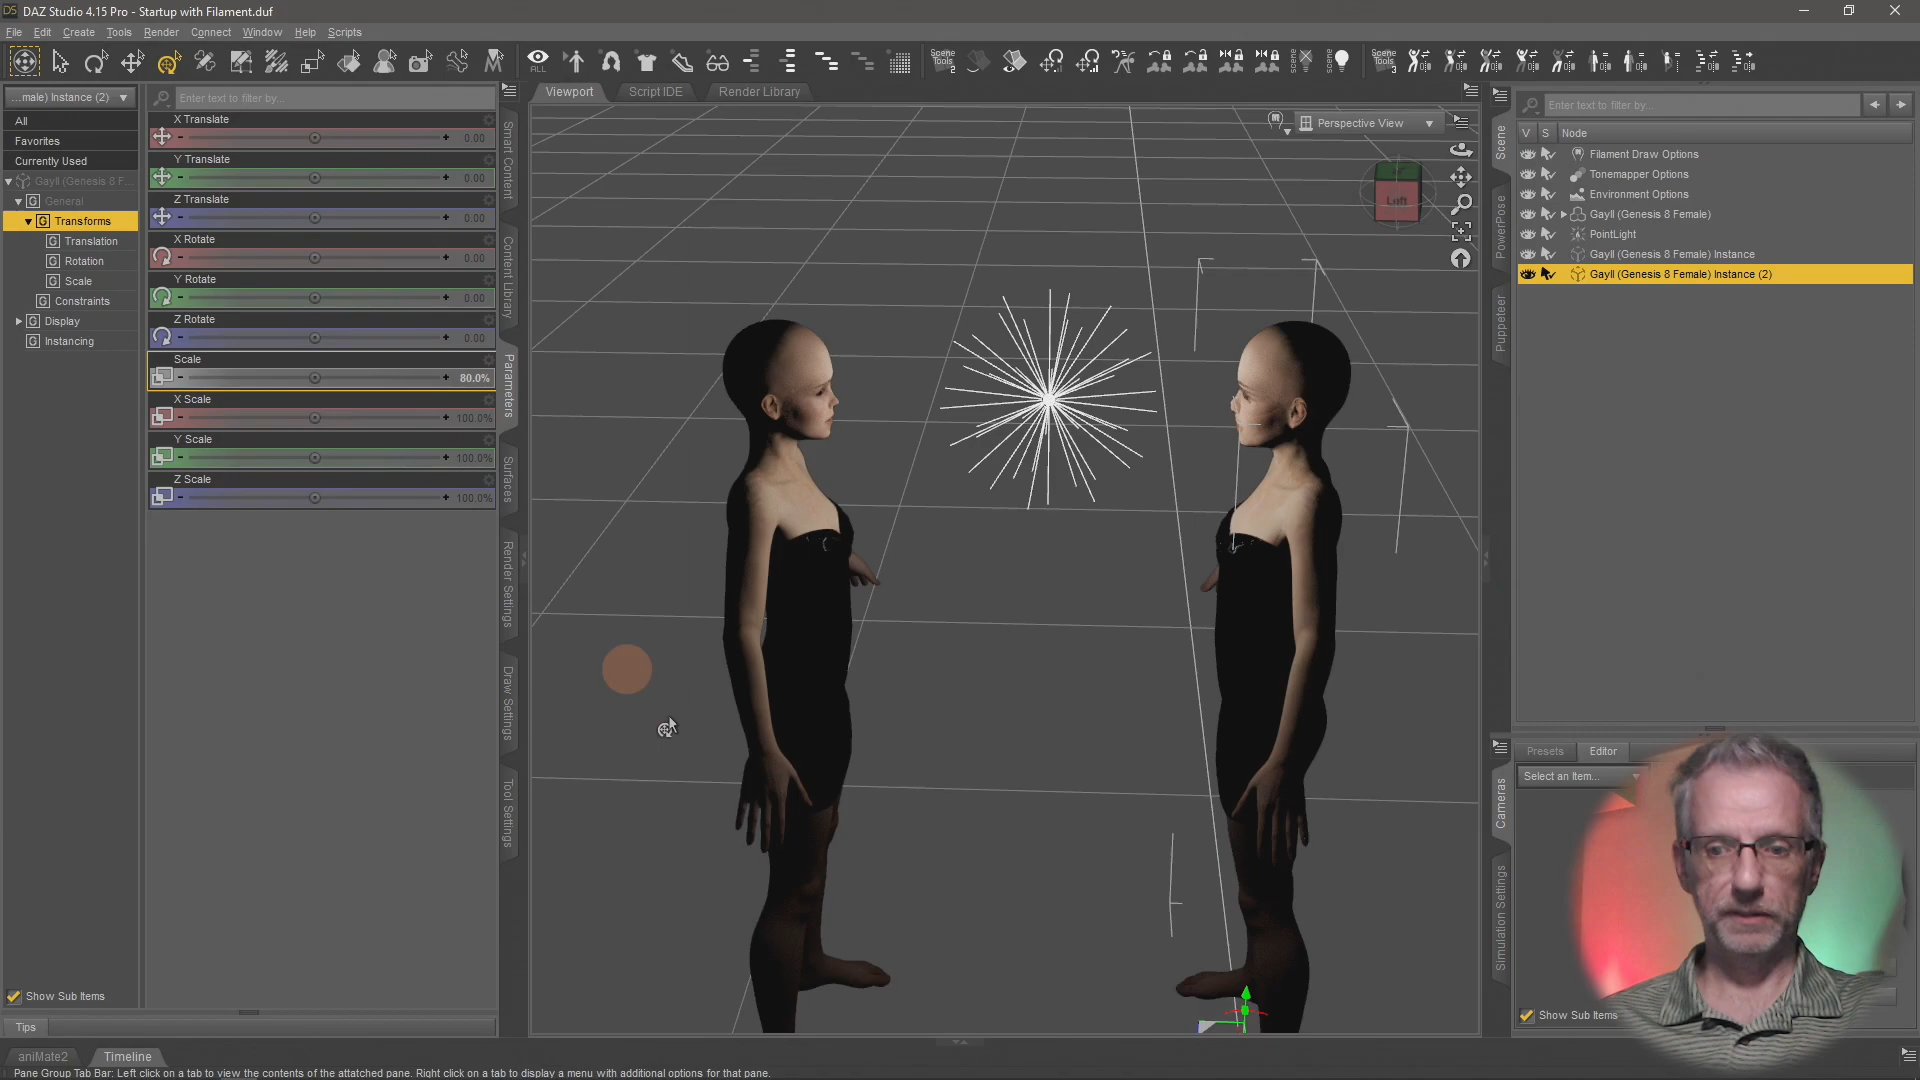 DAZ Studio 4.15 Pro - Startup with Filament.duf
File Edit Create Tools Render Connect Window Help Scripts
ALL
Scene Tools 2
Scene Tools 3
...male) Instance (2)
All
Favorites
Currently Used
Gayll (Genesis 8 F...
General
Transforms
Translation
Rotation
Scale
Constraints
Display
Instancing
Show Sub Items
Tips
Enter text to filter by...
X Translate
0.00
Y Translate
0.00
Z Translate
0.00
X Rotate
0.00
Y Rotate
0.00
Z Rotate
0.00
Scale
80.0%
X Scale
100.0%
Y Scale
100.0%
Z Scale
100.0%
Smart Content
Content Library
Parameters
Surfaces
Render Settings
Draw Settings
Tool Settings
Viewport Script IDE Render Library
Perspective View
Left
Scene
PowerPose
Puppeteer
Enter text to filter by...
V S Node
Filament Draw Options
Tonemapper Options
Environment Options
Gayll (Genesis 8 Female)
PointLight
Gayll (Genesis 8 Female) Instance
Gayll (Genesis 8 Female) Instance (2)
Cameras
Simulation Settings
Presets Editor
Select an Item...
Show Sub Items
aniMate2 Timeline
Pane Group Tab Bar: Left click on a tab to view the contents of the attatched pane. Right click on a tab to display a menu with additional options for that pane.